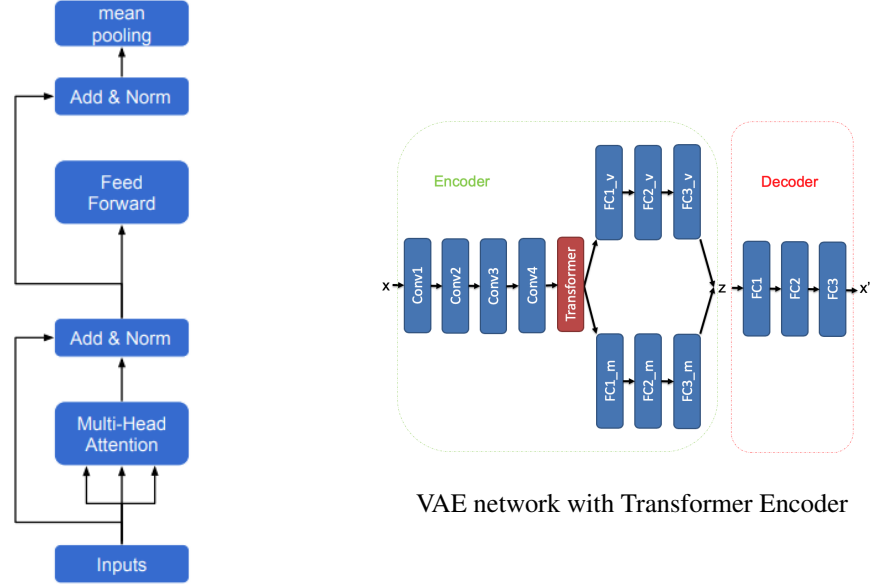 mean
pooling
Add & Norm
Feed
Forward
Add & Norm
Multi-Head
Attention
Inputs
Encoder
x
Conv1
Conv2
Conv3
Conv4
Transformer
FC1_v
FC2_v
FC3_v
FC1_m
FC2_m
FC3_m
z
Decoder
FC1
FC2
FC3
x'
VAE network with Transformer Encoder